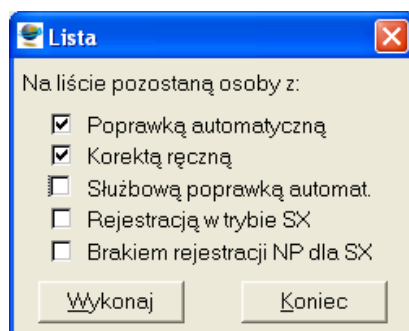 Lista
Na liście pozostaną osoby z:
Poprawką automatyczną
Korektą ręczną
Służbową poprawką automat.
Rejestracją w trybie SX
Brakiem rejestracji NP dla SX
Wykonaj
Koniec